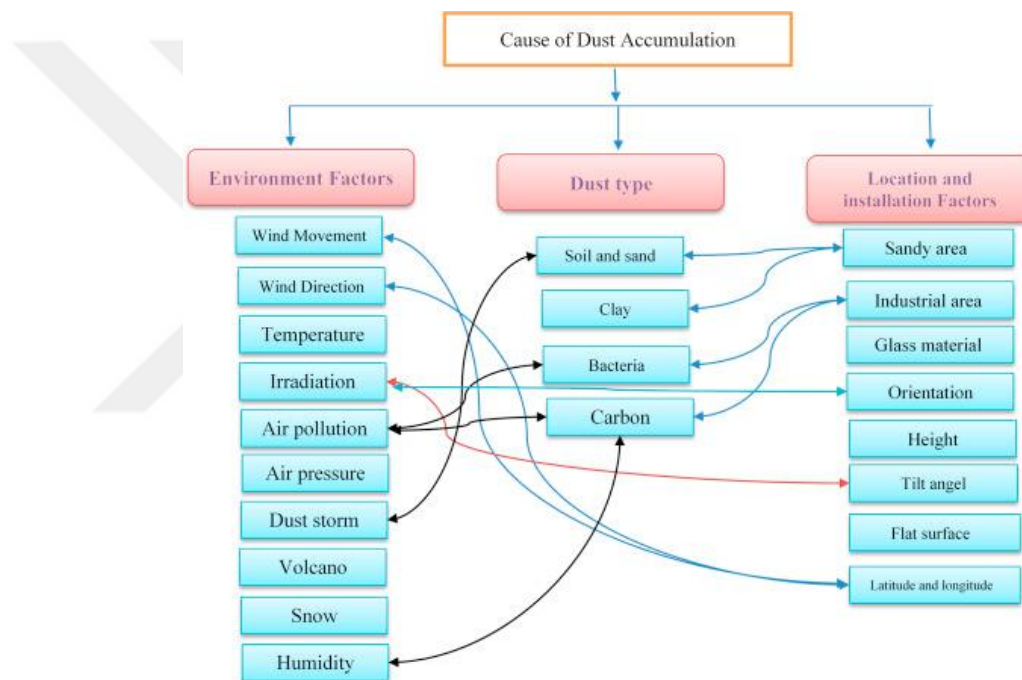 Cause of Dust Accumulation
Environment Factors
Wind Movement
Wind Direction
Temperature
Irradiation
Air pollution
Air pressure
Dust storm
Volcano
Snow
Humidity
Dust type
Soil and sand
Clay
Bacteria
Carbon
Location and
installation Factors
Sandy area
Industrial area
Glass material
Orientation
Height
Tilt angel
Flat surface
Latitude and longitude